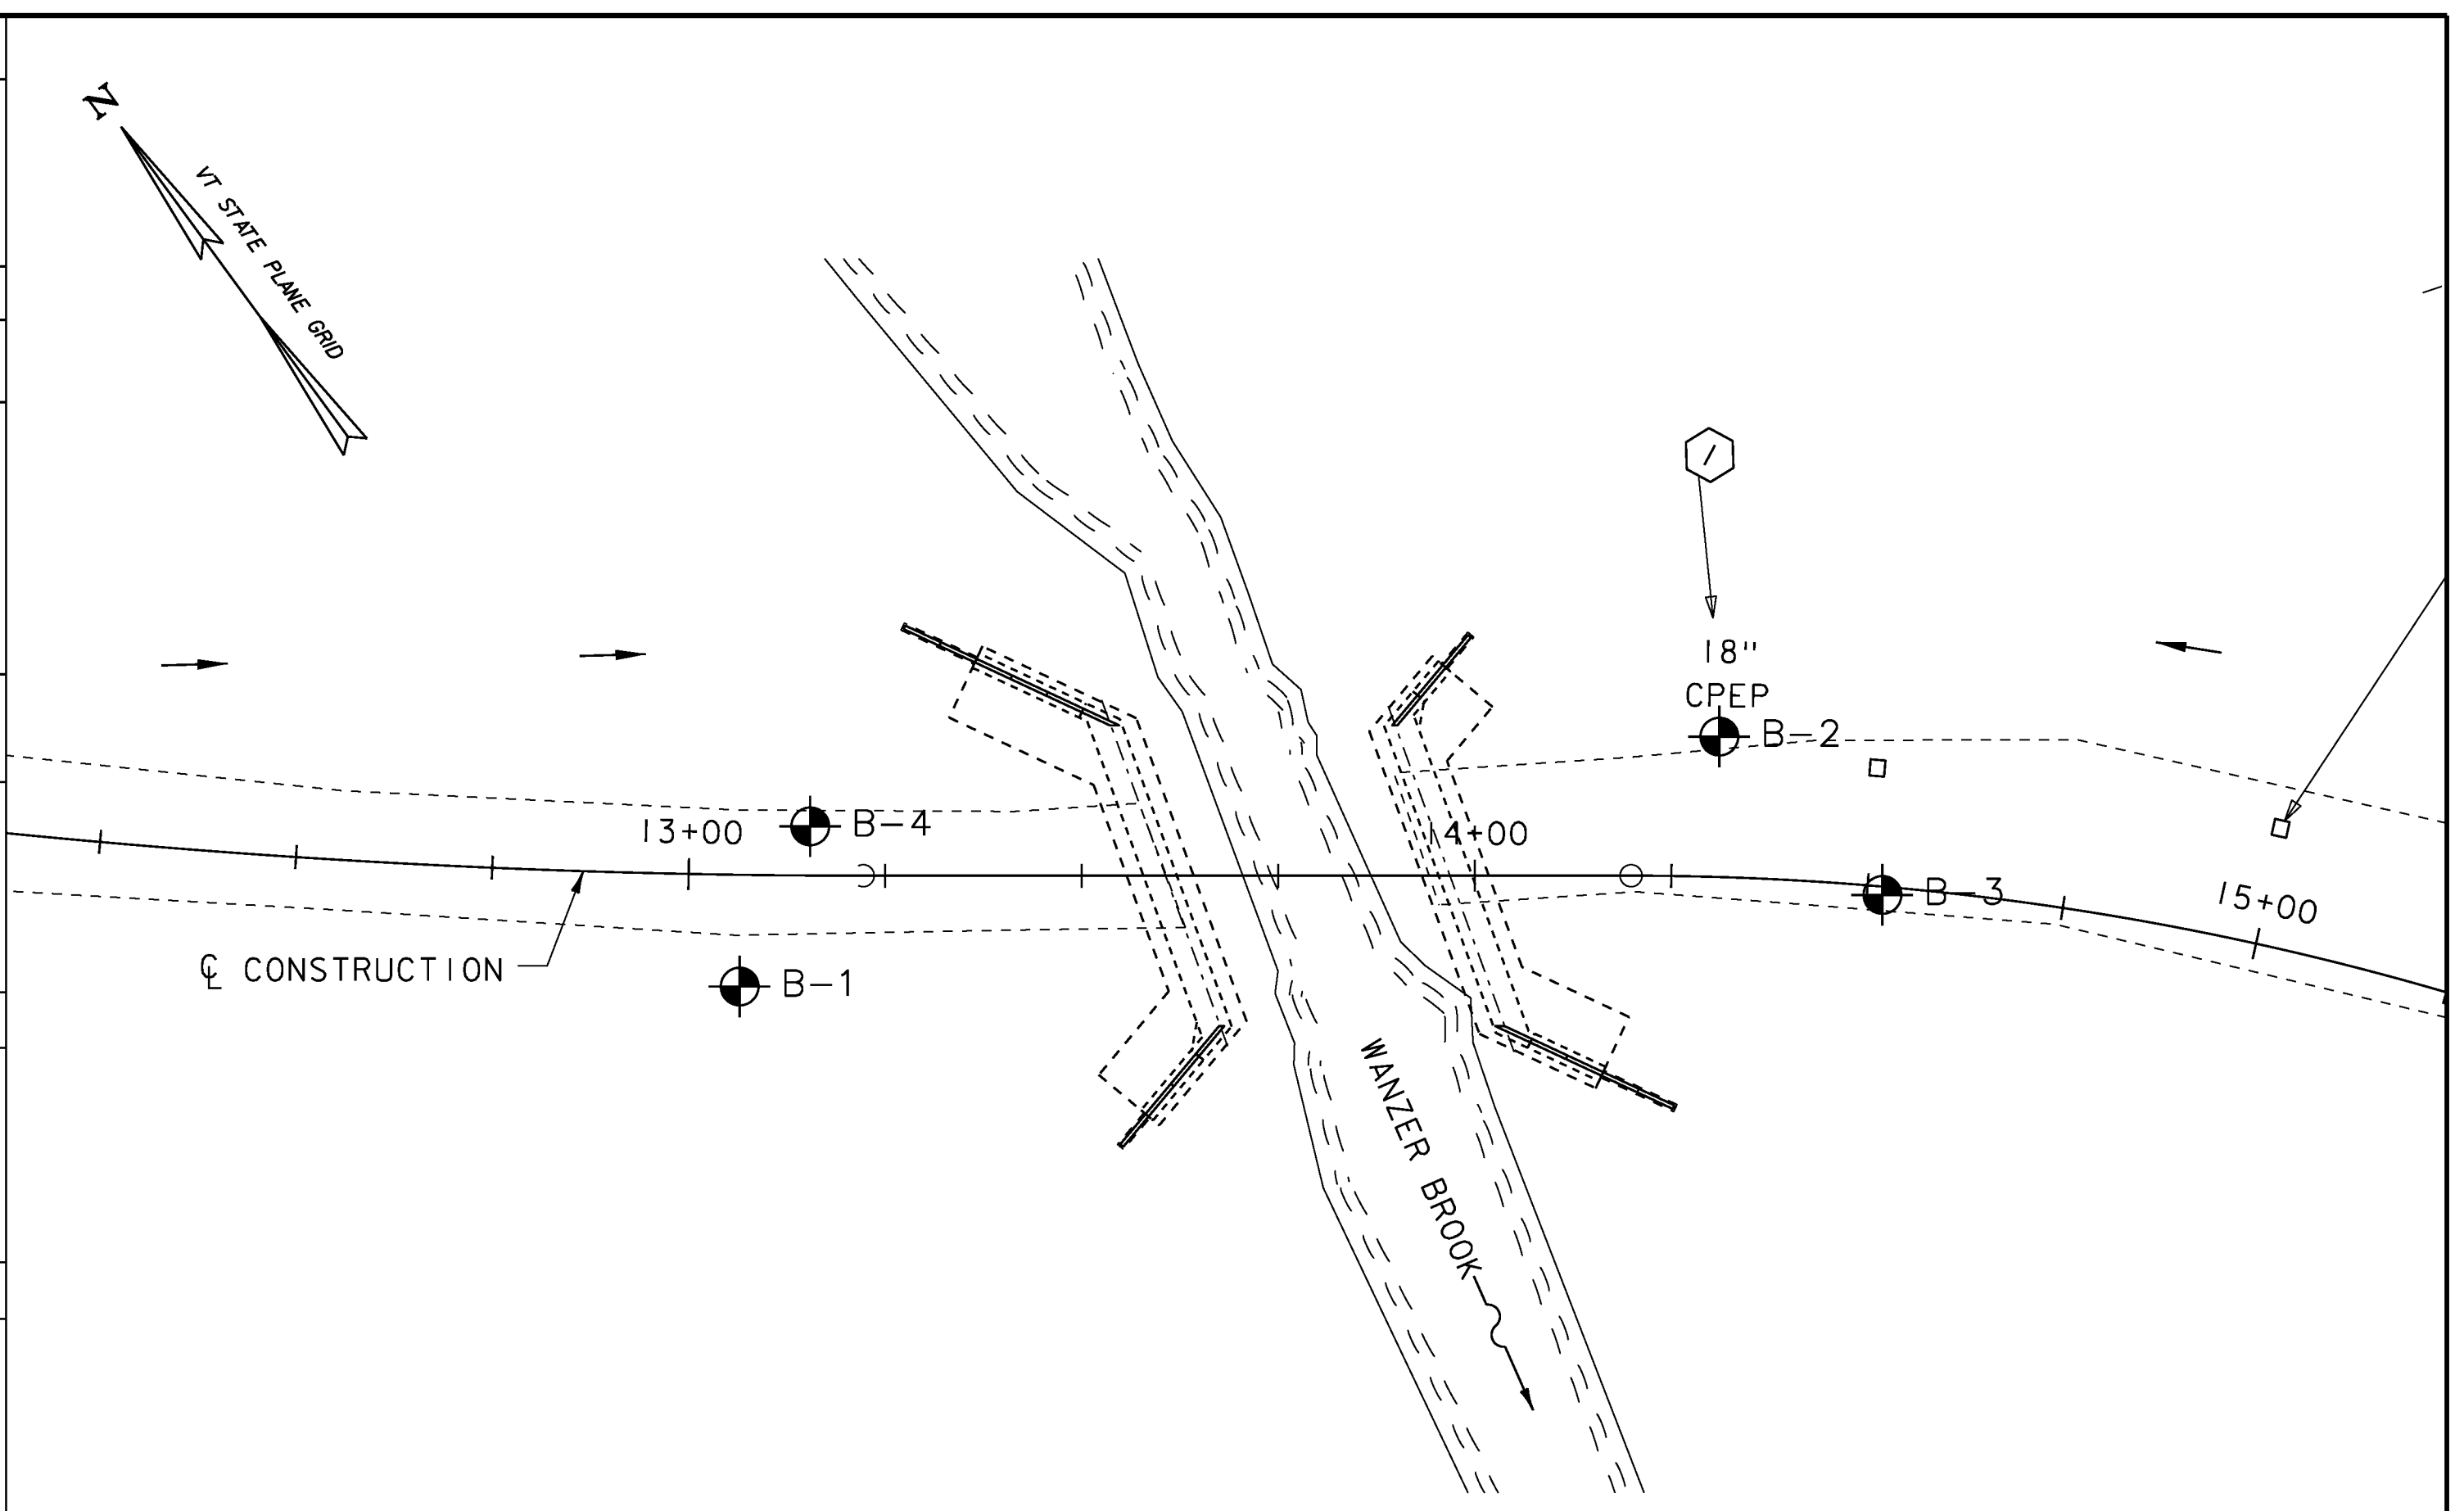 N
VT STATE PLANE GRID
/
18"
CPEP
B-2
13+00
B-4
14+00
B-3
15+00
℄ CONSTRUCTION
B-1
WANZER BROOK